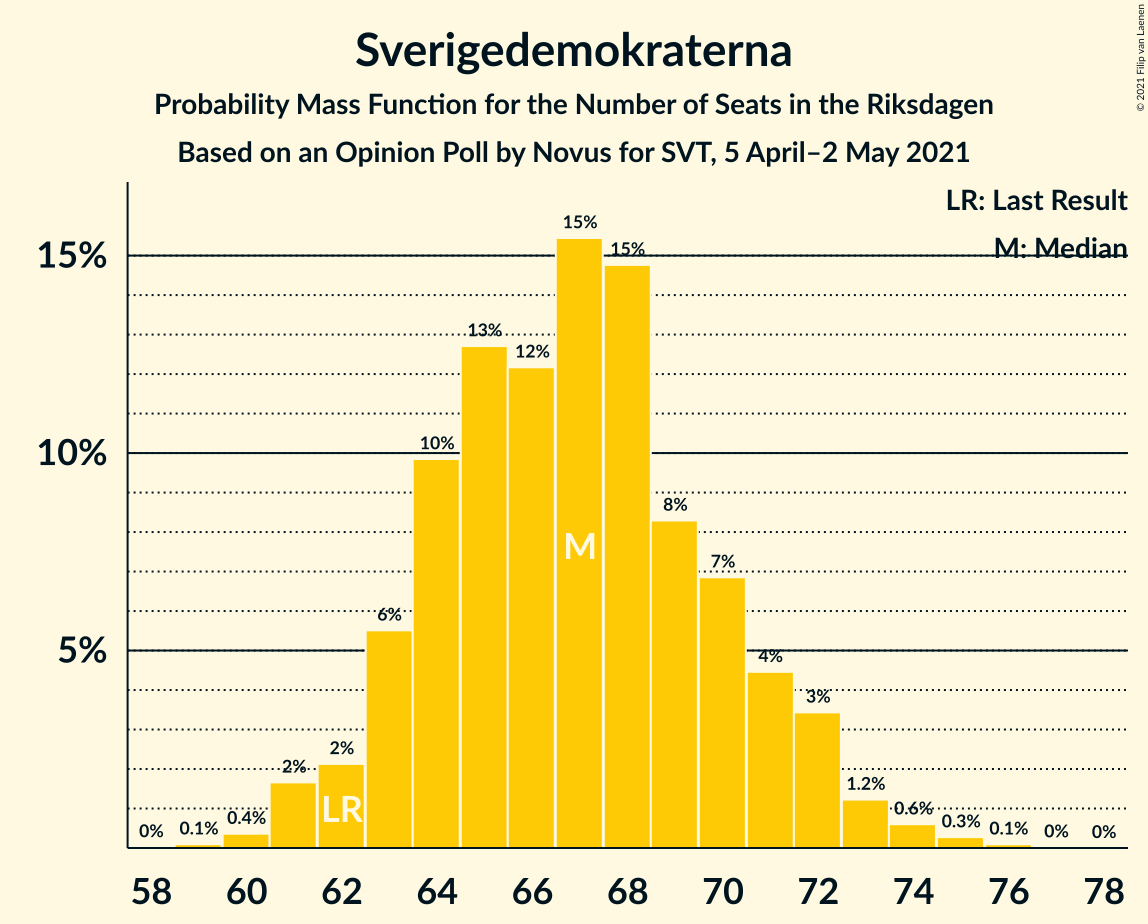 Sverigedemokraterna
Probability Mass Function for the Number of Seats in the Riksdagen
Based on an Opinion Poll by Novus for SVT, 5 April–2 May 2021
© 2021 Filip van Laenen
LR: Last Result
M: Median
15%
10%
5%
0%
0.1%
0.4%
2%
2%
6%
10%
13%
12%
15%
15%
8%
7%
4%
3%
1.2%
0.6%
0.3%
0.1%
0%
0%
LR
M
58 60 62 64 66 68 70 72 74 76 78